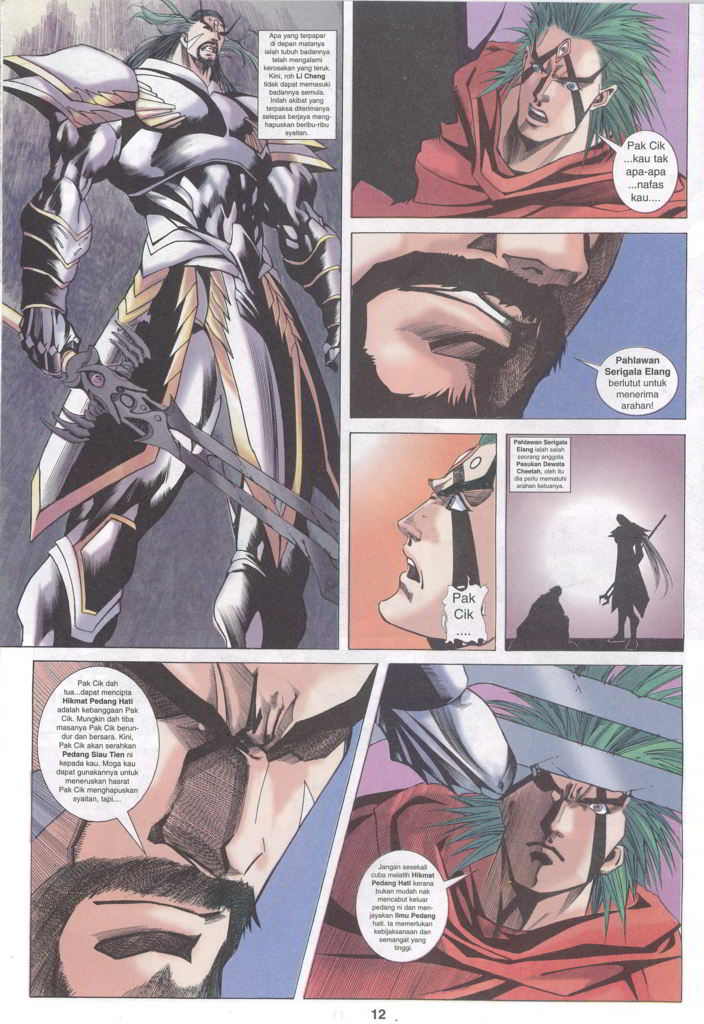 Apa yang terpapar
di depan matanya
ialah tubuh badannya
telah mengalami
kerosakan yang teruk.
Kini, roh Li Cheng
tidak dapat memasuki
badannya semula.
Inilah akibat yang
terpaksa diterimanya
selepas berjaya meng-
hapuskan beribu-ribu
syaitan.
Pak Cik
...kau tak
apa-apa
...nafas
kau....
Pahlawan
Serigala Elang
berlutut untuk
menerima
arahan!
Pak
Cik
....
Pahlawan Serigala
Elang ialah salah
seorang anggota
Pasukan Dewata
Cheetah, oleh itu
dia perlu mematuhi
arahan ketuanya.
Pak Cik dah
tua...dapat mencipta
Hikmat Pedang Hati
adalah kebanggaan Pak
Cik. Mungkin dah tiba
masanya Pak Cik berun-
dur dan bersara. Kini,
Pak Cik akan serahkan
Pedang Siau Tien ni
kepada kau. Moga kau
dapat gunakannya untuk
meneruskan hasrat
Pak Cik menghapuskan
syaitan, tapi....
Jangan sesekali
cuba melatih Hikmat
Pedang Hati kerana
bukan mudah nak
mencabut keluar
pedang ni dan men-
jayakan Ilmu Pedang
hati. Ia memerlukan
kebijaksanaan dan
semangat yang
tinggi.
12